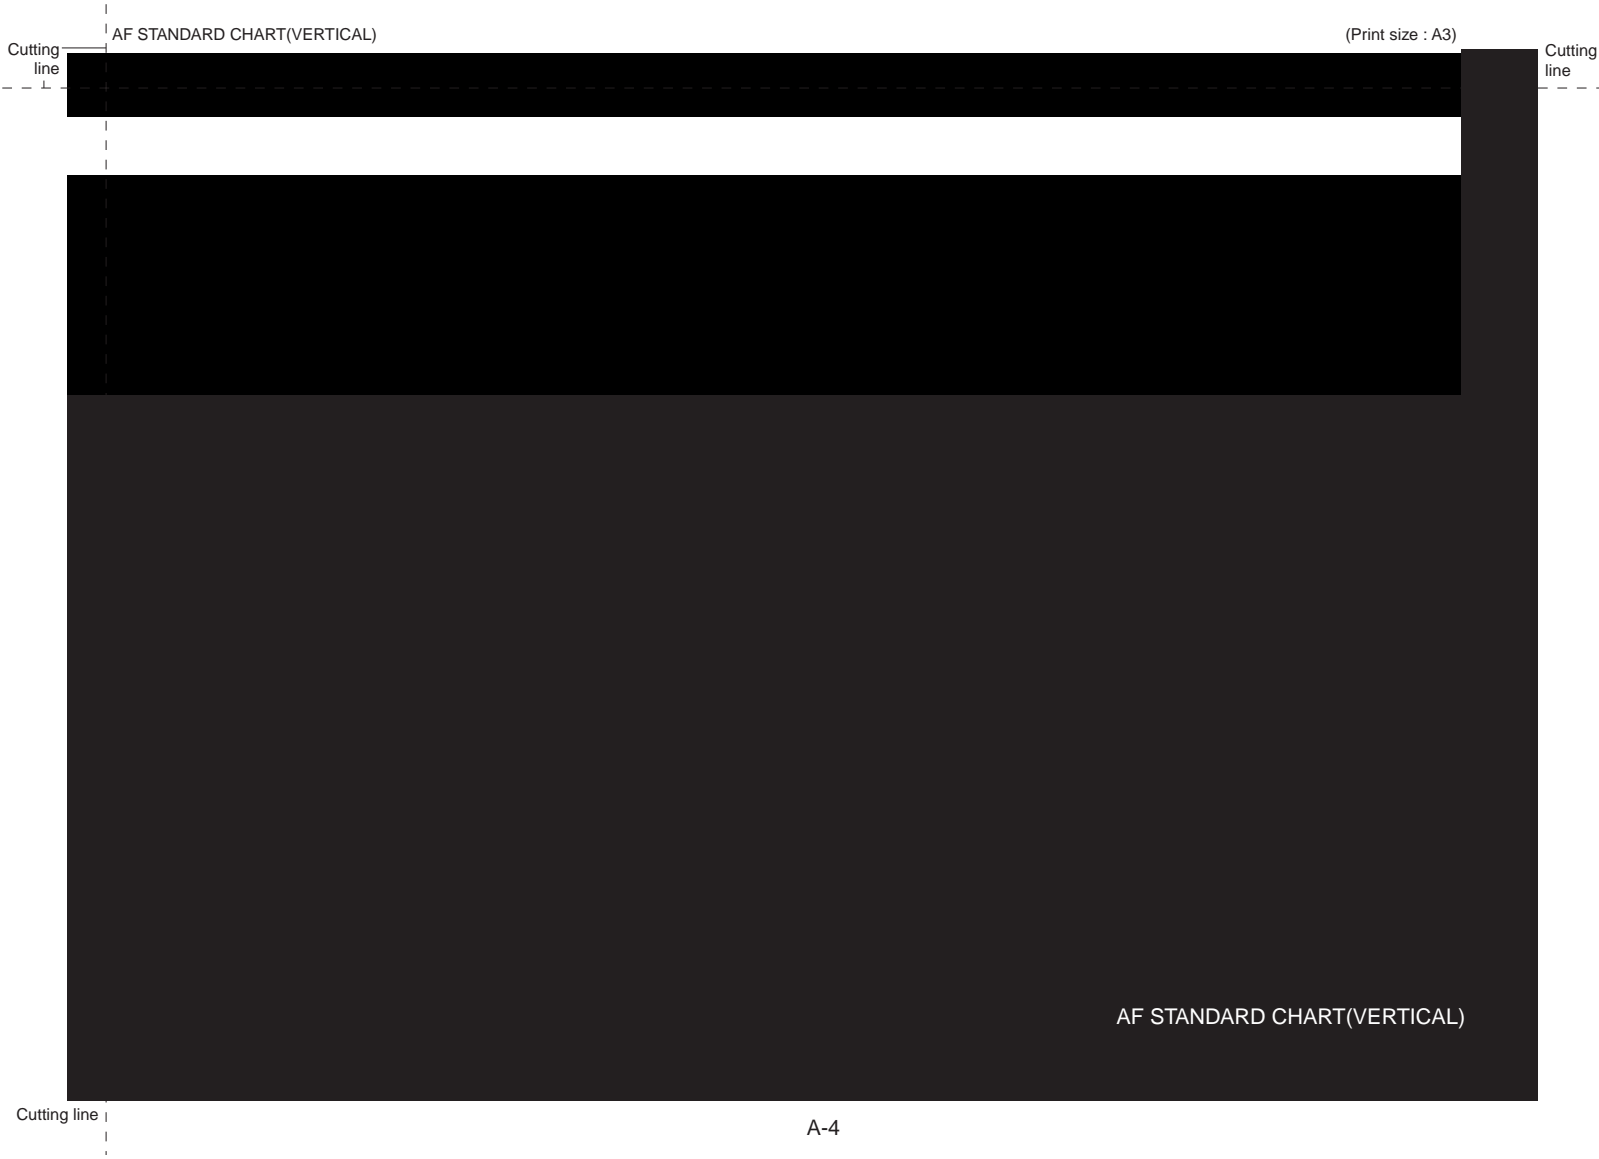 AF STANDARD CHART(VERTICAL)
(Print size : A3)
Cutting
line
Cutting
line
AF STANDARD CHART(VERTICAL)
Cutting line
A-4